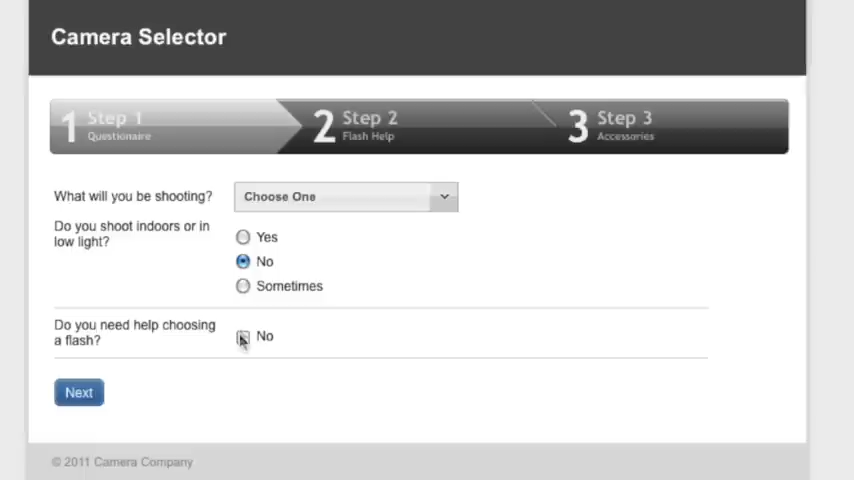 Camera Selector
1 Step 1
Questionaire
2 Step 2
Flash Help
3 Step 3
Accessories
What will you be shooting?
Choose One
Do you shoot indoors or in
low light?
Yes
No
Sometimes
Do you need help choosing
a flash?
No
Next
© 2011 Camera Company